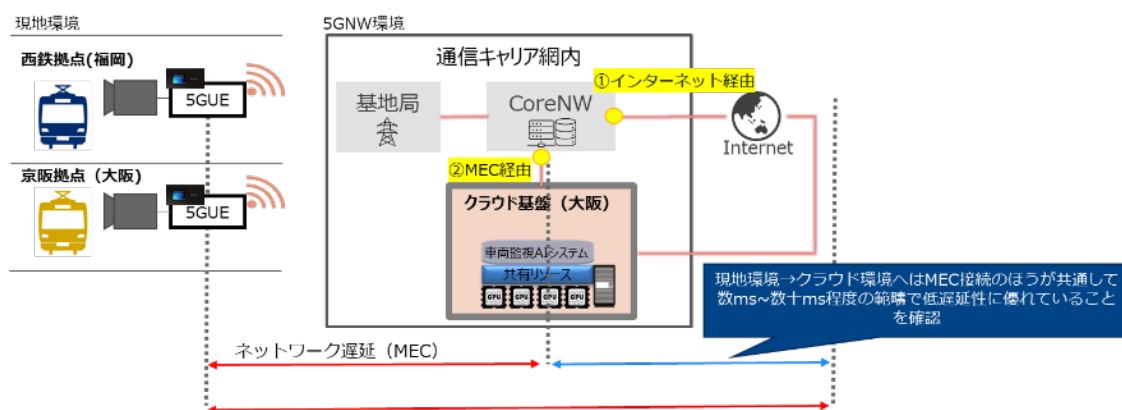 現地環境
西鉄拠点(福岡)
5GUE
京阪拠点（大阪）
5GUE
5GNW環境
通信キャリア網内
①インターネット経由
基地局
CoreNW
Internet
②MEC経由
クラウド基盤（大阪）
車両監視AIシステム
共有リソース
GPU
GPU
GPU
GPU
現地環境→クラウド環境へはMEC接続のほうが共通して
数ms~数十ms程度の範疇で低遅延性に優れていること
を確認
ネットワーク遅延（MEC）